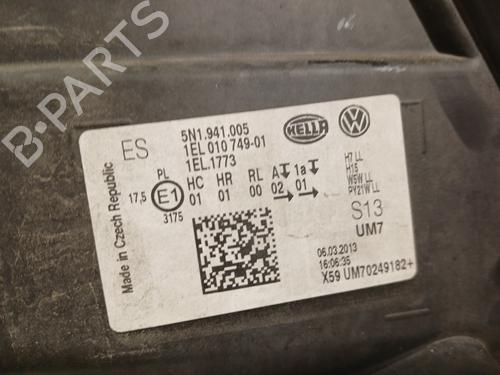 B-PARTS
Made in Czech Republic
ES
5N1.941.005
1EL 010 749-01
1EL.1773
HELLA
VW
PL
HC HR RL A 1a
17,5 E1 01 01 00 02 01
3175
H7 LL
H15
W5W LL
PY21W LL
S13
UM7
06.03.2013
16:06:35
X59 UM70249182+